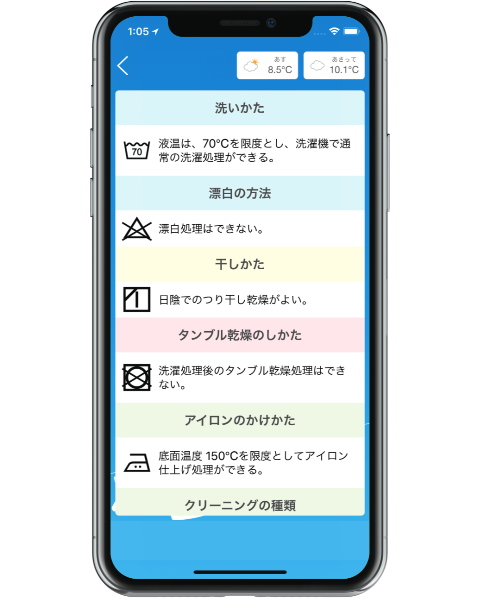 1:05
あす
8.5℃
あさって
10.1℃
洗いかた
70
液温は、70℃を限度とし、洗濯機で通
常の洗濯処理ができる。
漂白の方法
漂白処理はできない。
干しかた
日陰でのつり干し乾燥がよい。
タンブル乾燥のしかた
洗濯処理後のタンブル乾燥処理はでき
ない。
アイロンのかけかた
底面温度 150℃を限度としてアイロン
仕上げ処理ができる。
クリーニングの種類